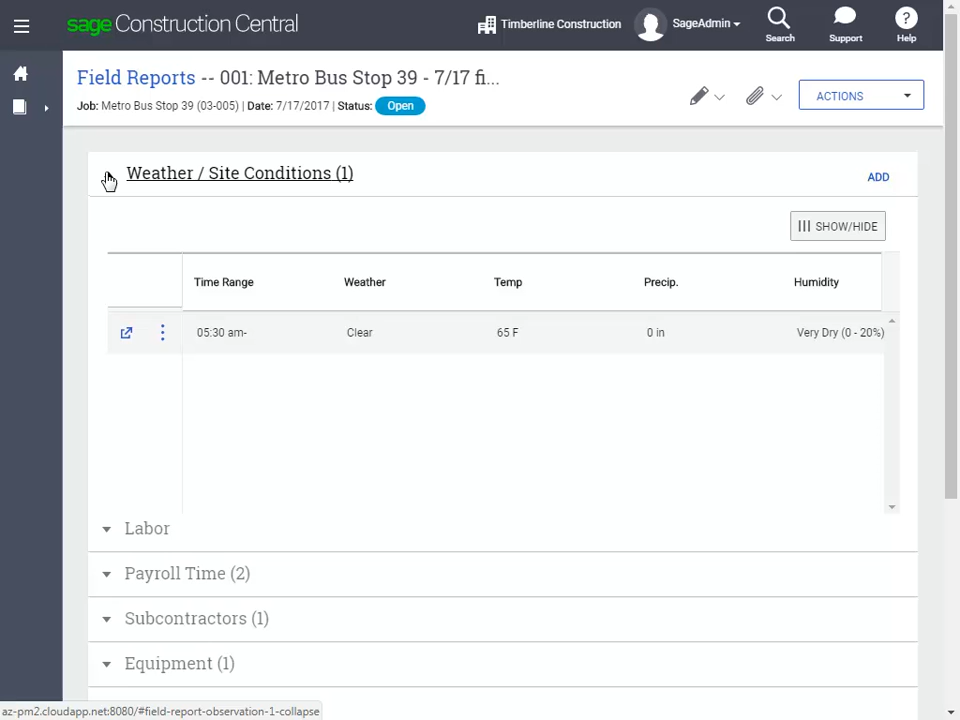 sage Construction Central
Timberline Construction
SageAdmin
Search
Support
Help
Field Reports -- 001: Metro Bus Stop 39 - 7/17 fi...
Job: Metro Bus Stop 39 (03-005) | Date: 7/17/2017 | Status: Open
ACTIONS
Weather / Site Conditions (1)
ADD
SHOW/HIDE
Time Range Weather Temp Precip. Humidity
05:30 am- Clear 65 F 0 in Very Dry (0 - 20%)
Labor
Payroll Time (2)
Subcontractors (1)
Equipment (1)
az-pm2.cloudapp.net:8080/#field-report-observation-1-collapse